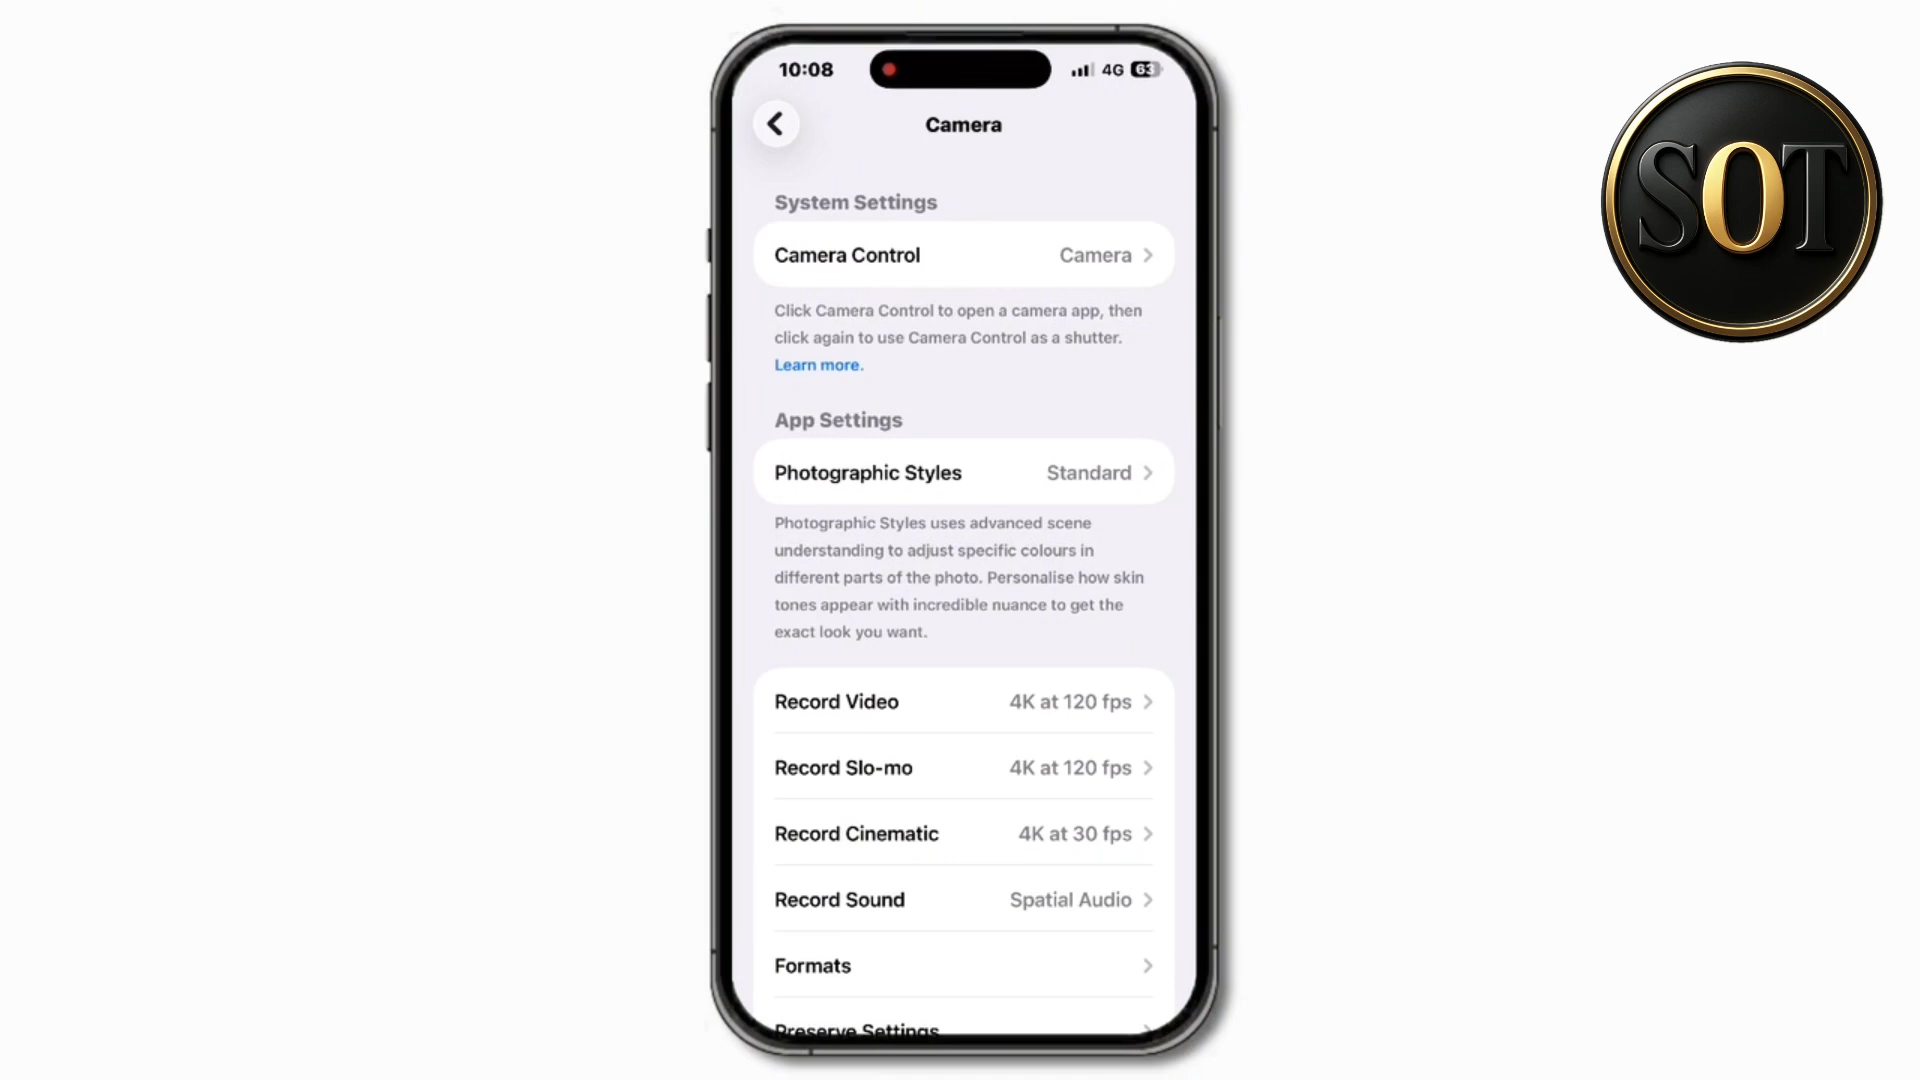 10:08
4G 63
Camera
SOT
System Settings
Camera Control Camera
Click Camera Control to open a camera app, then
click again to use Camera Control as a shutter.
Learn more.
App Settings
Photographic Styles Standard
Photographic Styles uses advanced scene
understanding to adjust specific colours in
different parts of the photo. Personalise how skin
tones appear with incredible nuance to get the
exact look you want.
Record Video 4K at 120 fps
Record Slo-mo 4K at 120 fps
Record Cinematic 4K at 30 fps
Record Sound Spatial Audio
Formats
Preserve Settings